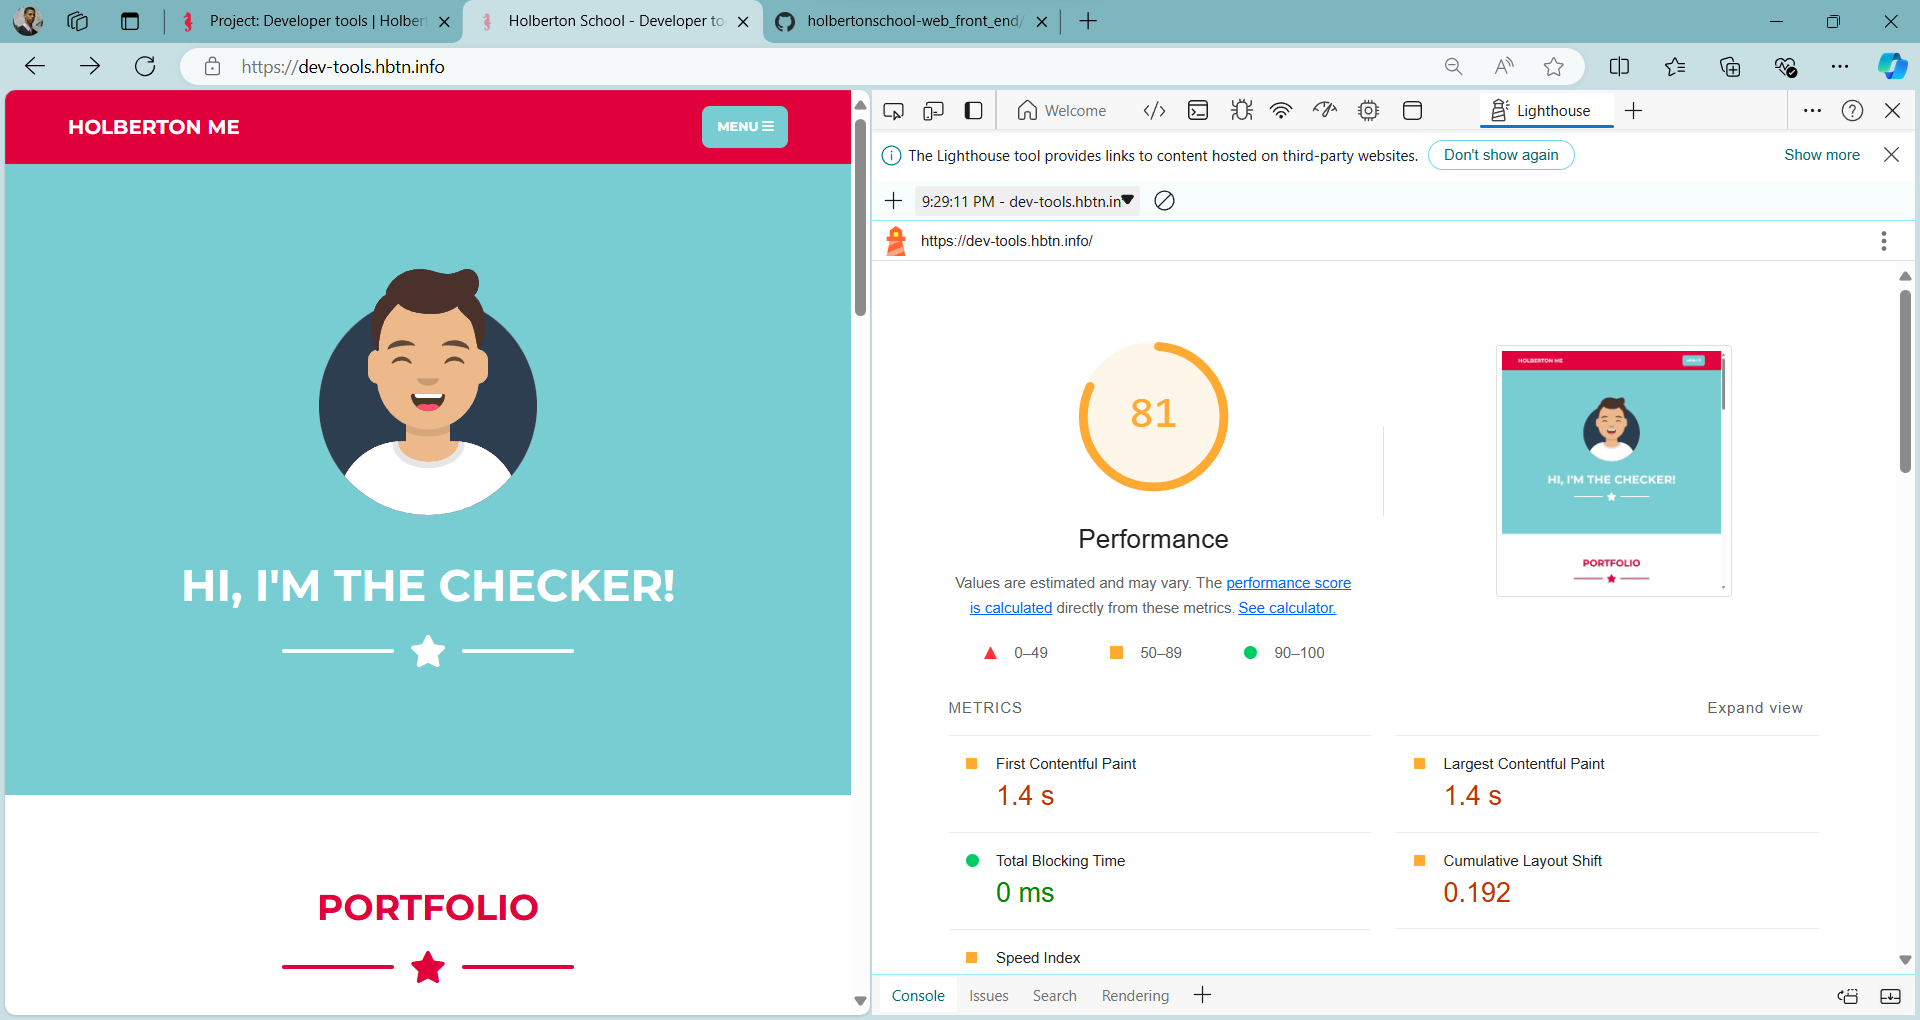 Project: Developer tools | Holbert
Holberton School - Developer to
holbertonschool-web_front_end/
https://dev-tools.hbtn.info
HOLBERTON ME
MENU
HI, I'M THE CHECKER!
PORTFOLIO
Welcome
Lighthouse
The Lighthouse tool provides links to content hosted on third-party websites.
Don't show again
Show more
9:29:11 PM - dev-tools.hbtn.in
https://dev-tools.hbtn.info/
81
Performance
Values are estimated and may vary. The performance score
is calculated directly from these metrics. See calculator.
0–49
50–89
90–100
HOLBERTON ME
HI, I'M THE CHECKER!
PORTFOLIO
METRICS
Expand view
First Contentful Paint
1.4 s
Largest Contentful Paint
1.4 s
Total Blocking Time
0 ms
Cumulative Layout Shift
0.192
Speed Index
Console
Issues
Search
Rendering